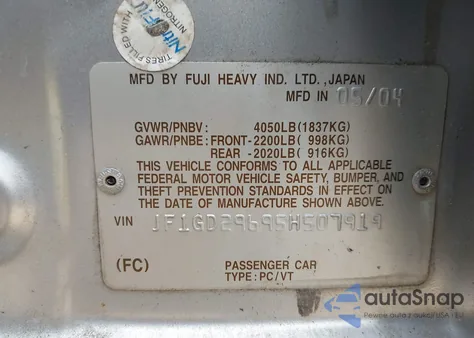 NitroFill
TIRES FILLED WITH NITROGEN
MFD BY FUJI HEAVY IND. LTD.,JAPAN
MFD IN 05/04
GVWR/PNBV : 4050LB(1837KG)
GAWR/PNBE: FRONT-2200LB( 998KG)
REAR -2020LB( 916KG)
THIS VEHICLE CONFORMS TO ALL APPLICABLE
FEDERAL MOTOR VEHICLE SAFETY, BUMPER, AND
THEFT PREVENTION STANDARDS IN EFFECT ON
THE DATE OF MANUFACTURE SHOWN ABOVE.
VIN JF1GD29695H507919
(FC) PASSENGER CAR
TYPE: PC/VT
autoSnap